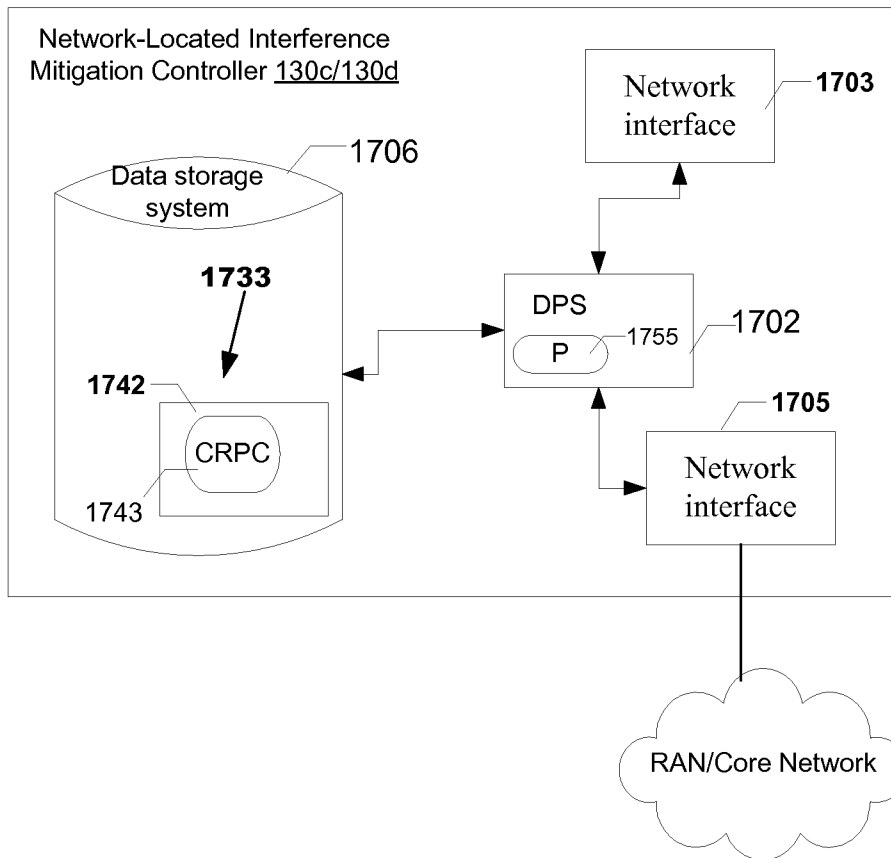 Network-Located Interference
Mitigation Controller 130c/130d
Network
interface
1703
1706
Data storage
system
1733
DPS
P
1755
1702
1742
CRPC
1743
1705
Network
interface
RAN/Core Network